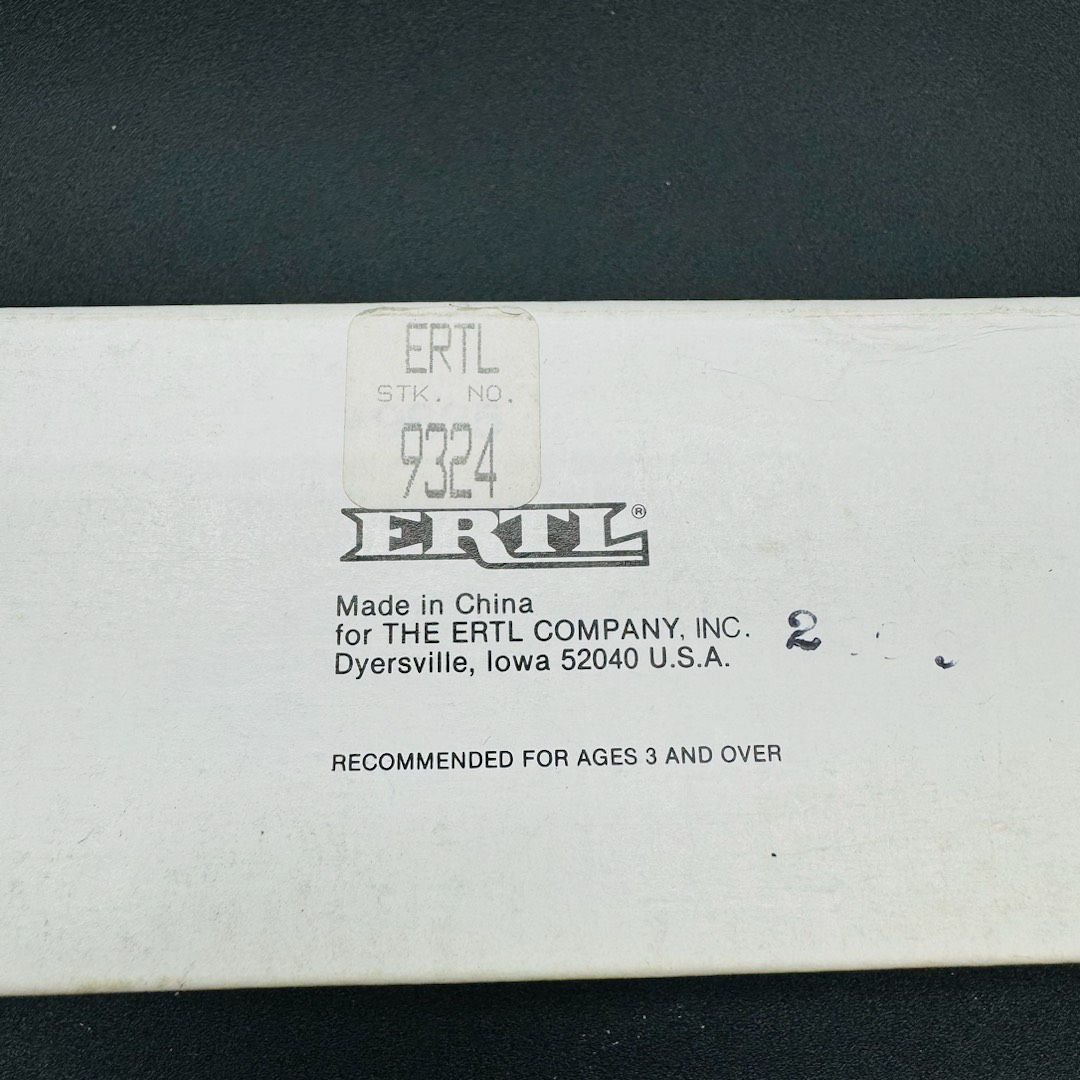 ERTL
STK. NO.
9324
ERTL®
Made in China
for THE ERTL COMPANY, INC.
Dyersville, Iowa 52040 U.S.A.
2
RECOMMENDED FOR AGES 3 AND OVER